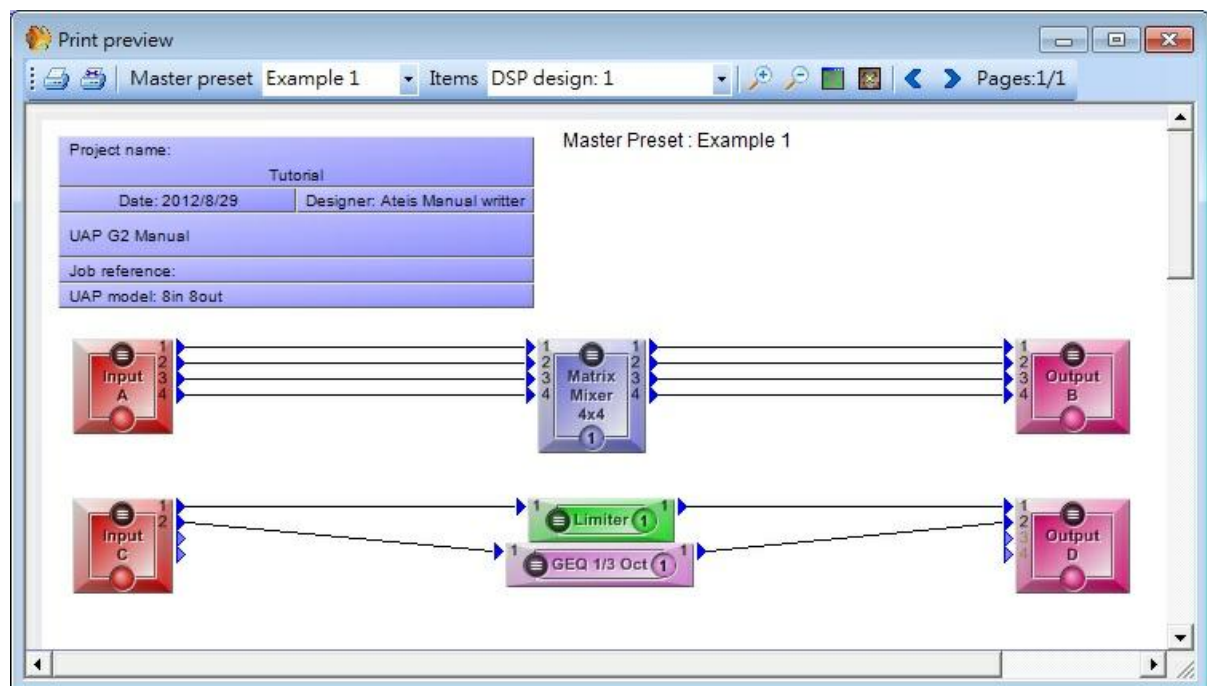 Print preview
Master preset Example 1 Items DSP design: 1 Pages:1/1
Master Preset : Example 1
Project name:
Tutorial
Date: 2012/8/29 Designer: Ateis Manual writter
UAP G2 Manual
Job reference:
UAP model: 8in 8out
1 1 1 1
2 2 2 2
3 3 3 3
4 4 4 4
Input
A
Matrix
Mixer
4x4
1
Output
B
1 1 Limiter 1 1 1
2 1 GEQ 1/3 Oct 1 1 2
3
4
Input
C
Output
D